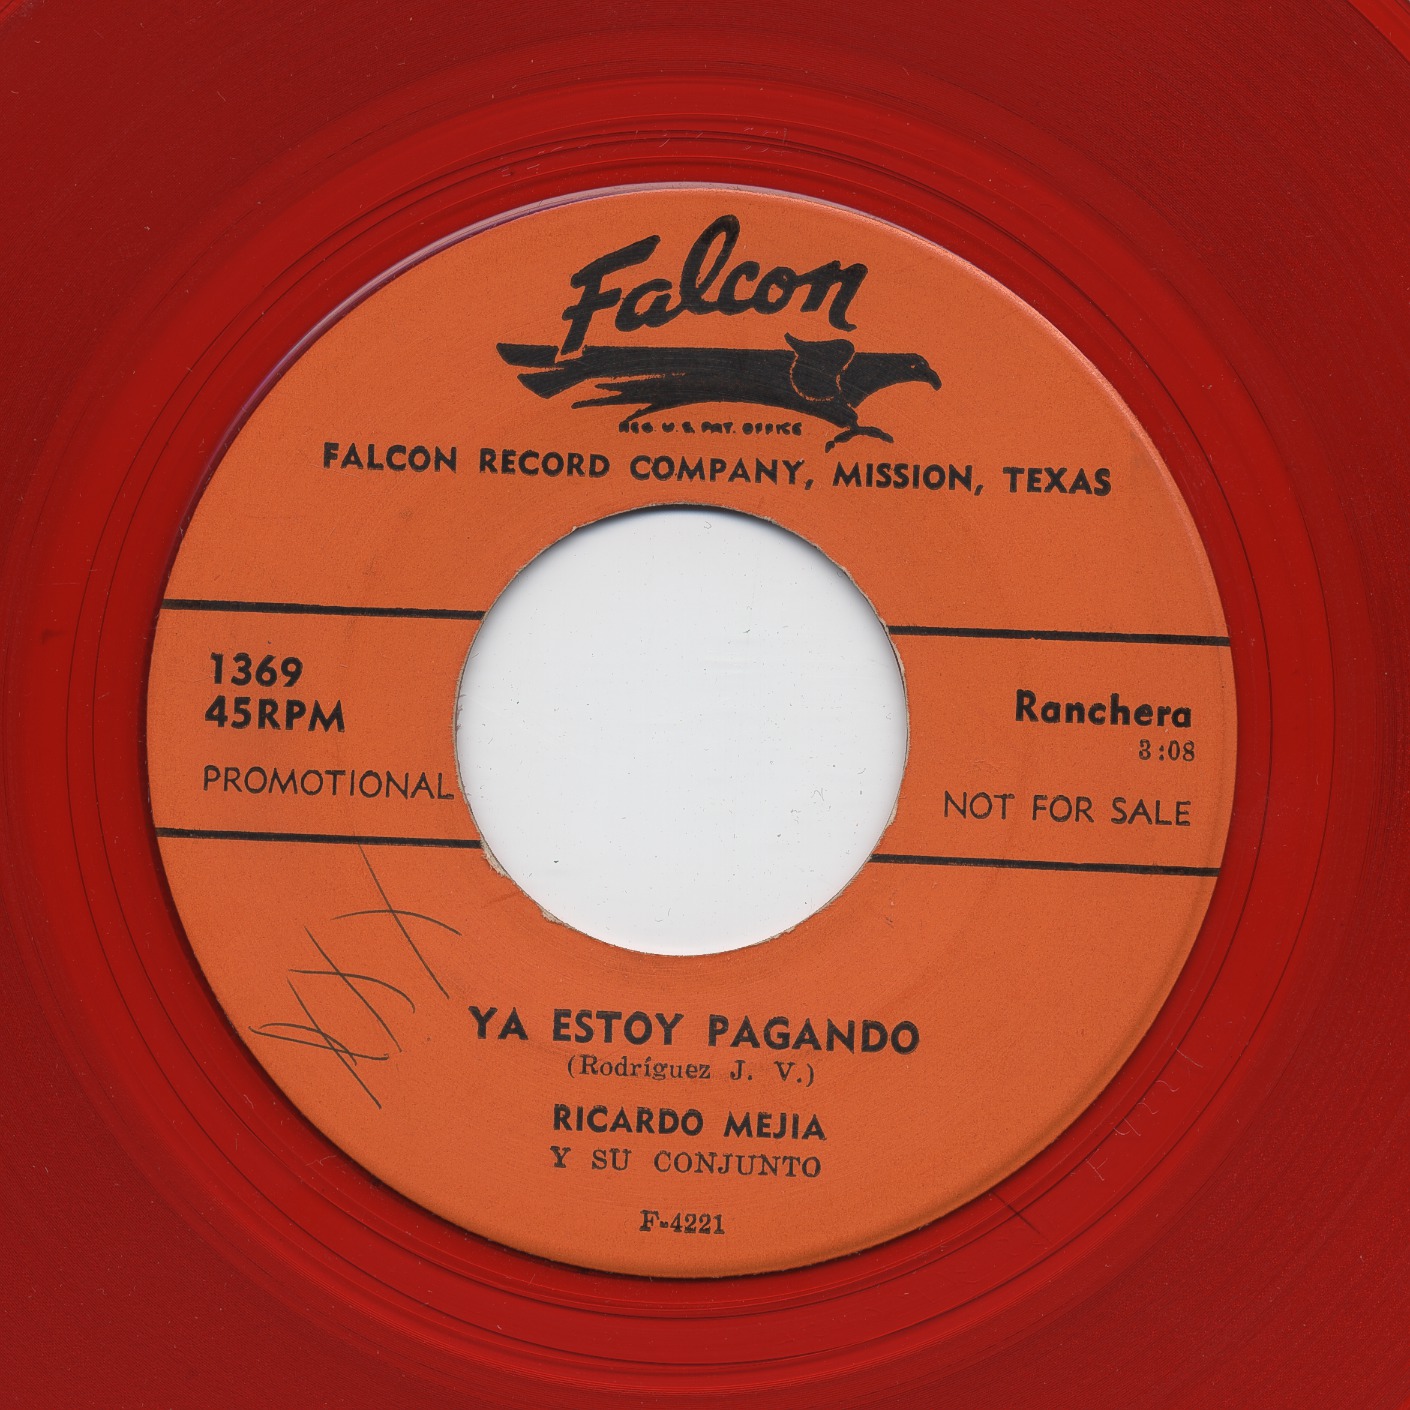 Falcon
REG. U.S. PAT. OFFICE
FALCON RECORD COMPANY, MISSION, TEXAS
1369
45RPM
PROMOTIONAL
Ranchera
3:08
NOT FOR SALE
YA ESTOY PAGANDO
(Rodríguez J. V.)
RICARDO MEJIA
Y SU CONJUNTO
F-4221